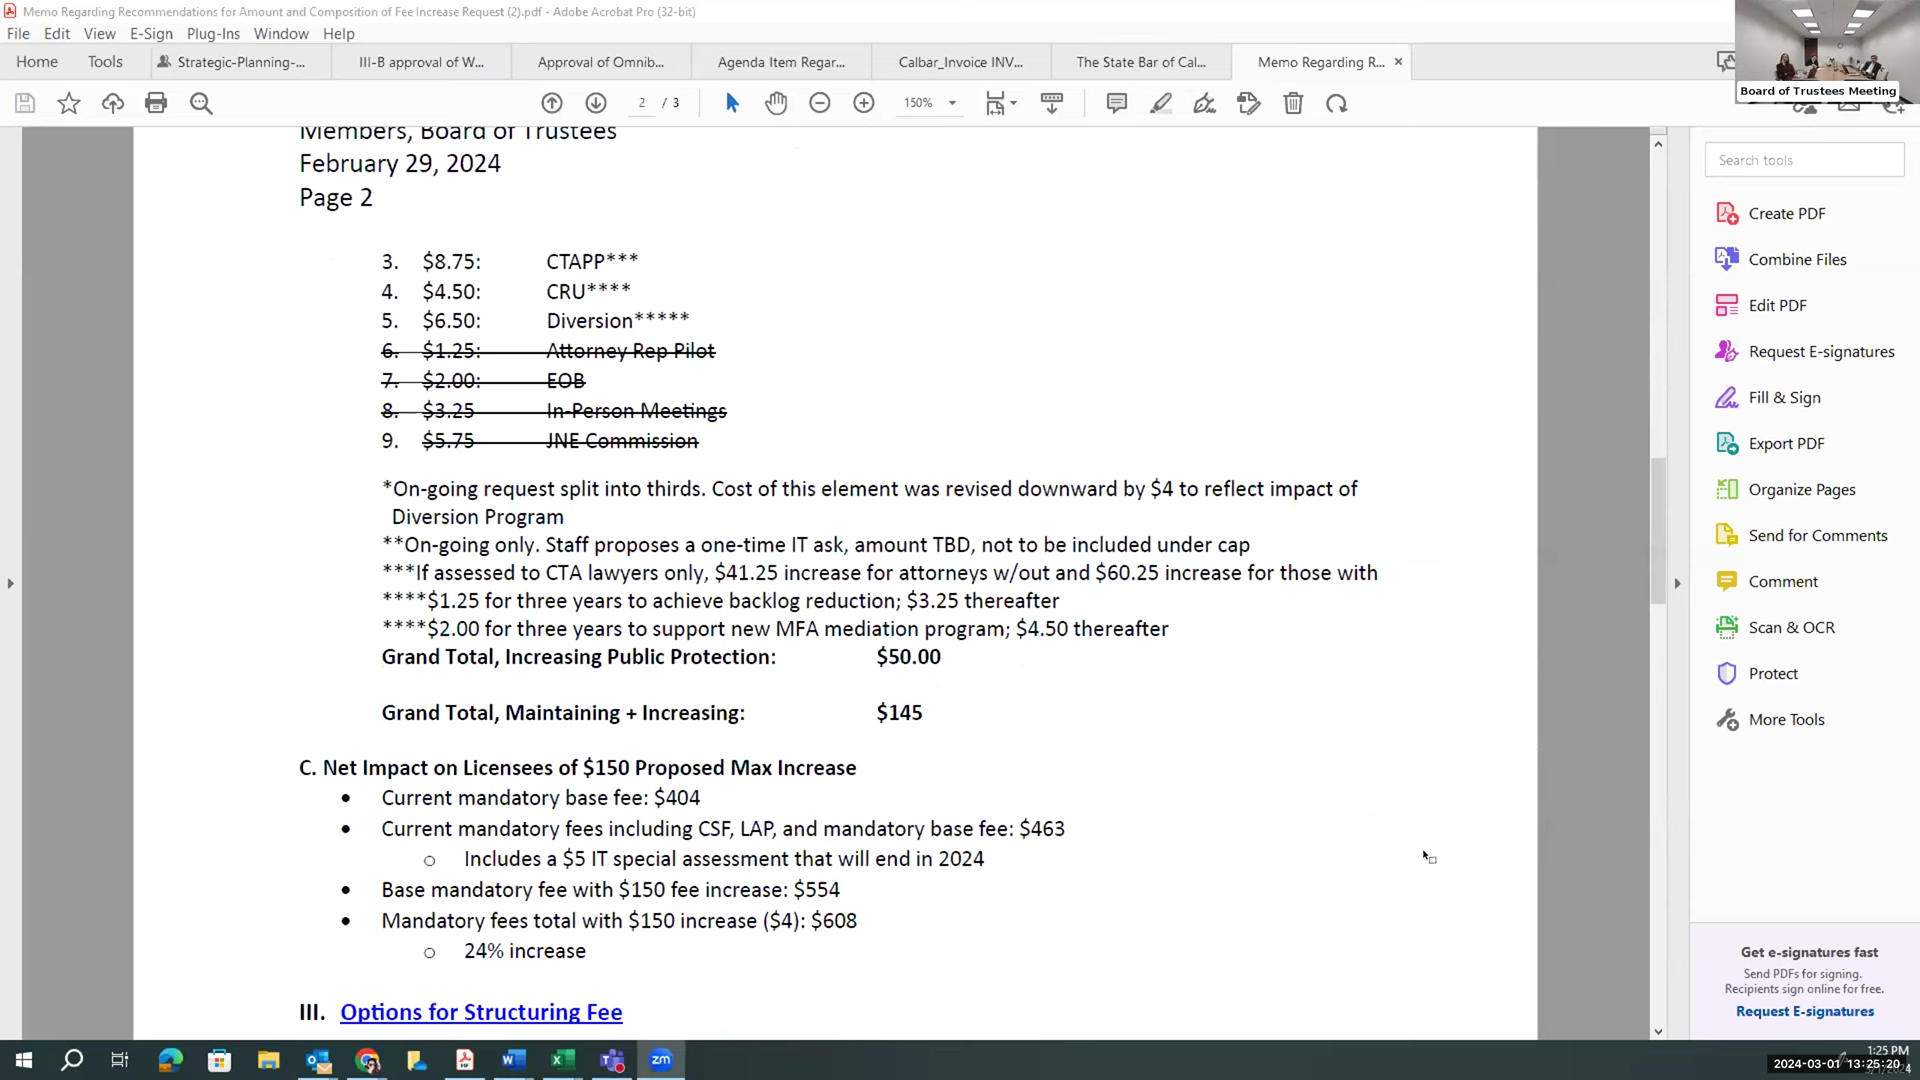 Memo Regarding Recommendations for Amount and Composition of Fee Increase Request (2).pdf - Adobe Acrobat Pro (32-bit)
File Edit View E-Sign Plug-Ins Window Help
Home Tools Strategic-Planning-... III-B approval of W... Approval of Omnib... Agenda Item Regar... Calbar_Invoice INV... The State Bar of Cal... Memo Regarding R... ×
Board of Trustees Meeting
2 / 3 150%
Members, Board of Trustees
February 29, 2024
Page 2
3. $8.75: CTAPP***
4. $4.50: CRU****
5. $6.50: Diversion*****
6. $1.25: Attorney Rep Pilot
7. $2.00: EOB
8. $3.25 In-Person Meetings
9. $5.75 JNE Commission
*On-going request split into thirds. Cost of this element was revised downward by $4 to reflect impact of
Diversion Program
**On-going only. Staff proposes a one-time IT ask, amount TBD, not to be included under cap
***If assessed to CTA lawyers only, $41.25 increase for attorneys w/out and $60.25 increase for those with
****$1.25 for three years to achieve backlog reduction; $3.25 thereafter
****$2.00 for three years to support new MFA mediation program; $4.50 thereafter
Grand Total, Increasing Public Protection: $50.00
Grand Total, Maintaining + Increasing: $145
C. Net Impact on Licensees of $150 Proposed Max Increase
• Current mandatory base fee: $404
• Current mandatory fees including CSF, LAP, and mandatory base fee: $463
o Includes a $5 IT special assessment that will end in 2024
• Base mandatory fee with $150 fee increase: $554
• Mandatory fees total with $150 increase ($4): $608
o 24% increase
III. Options for Structuring Fee
Search tools
Create PDF
Combine Files
Edit PDF
Request E-signatures
Fill & Sign
Export PDF
Organize Pages
Send for Comments
Comment
Scan & OCR
Protect
More Tools
Get e-signatures fast
Send PDFs for signing.
Recipients sign online for free.
Request E-signatures
zm
1:25 PM
2024-03-01 13:25:20